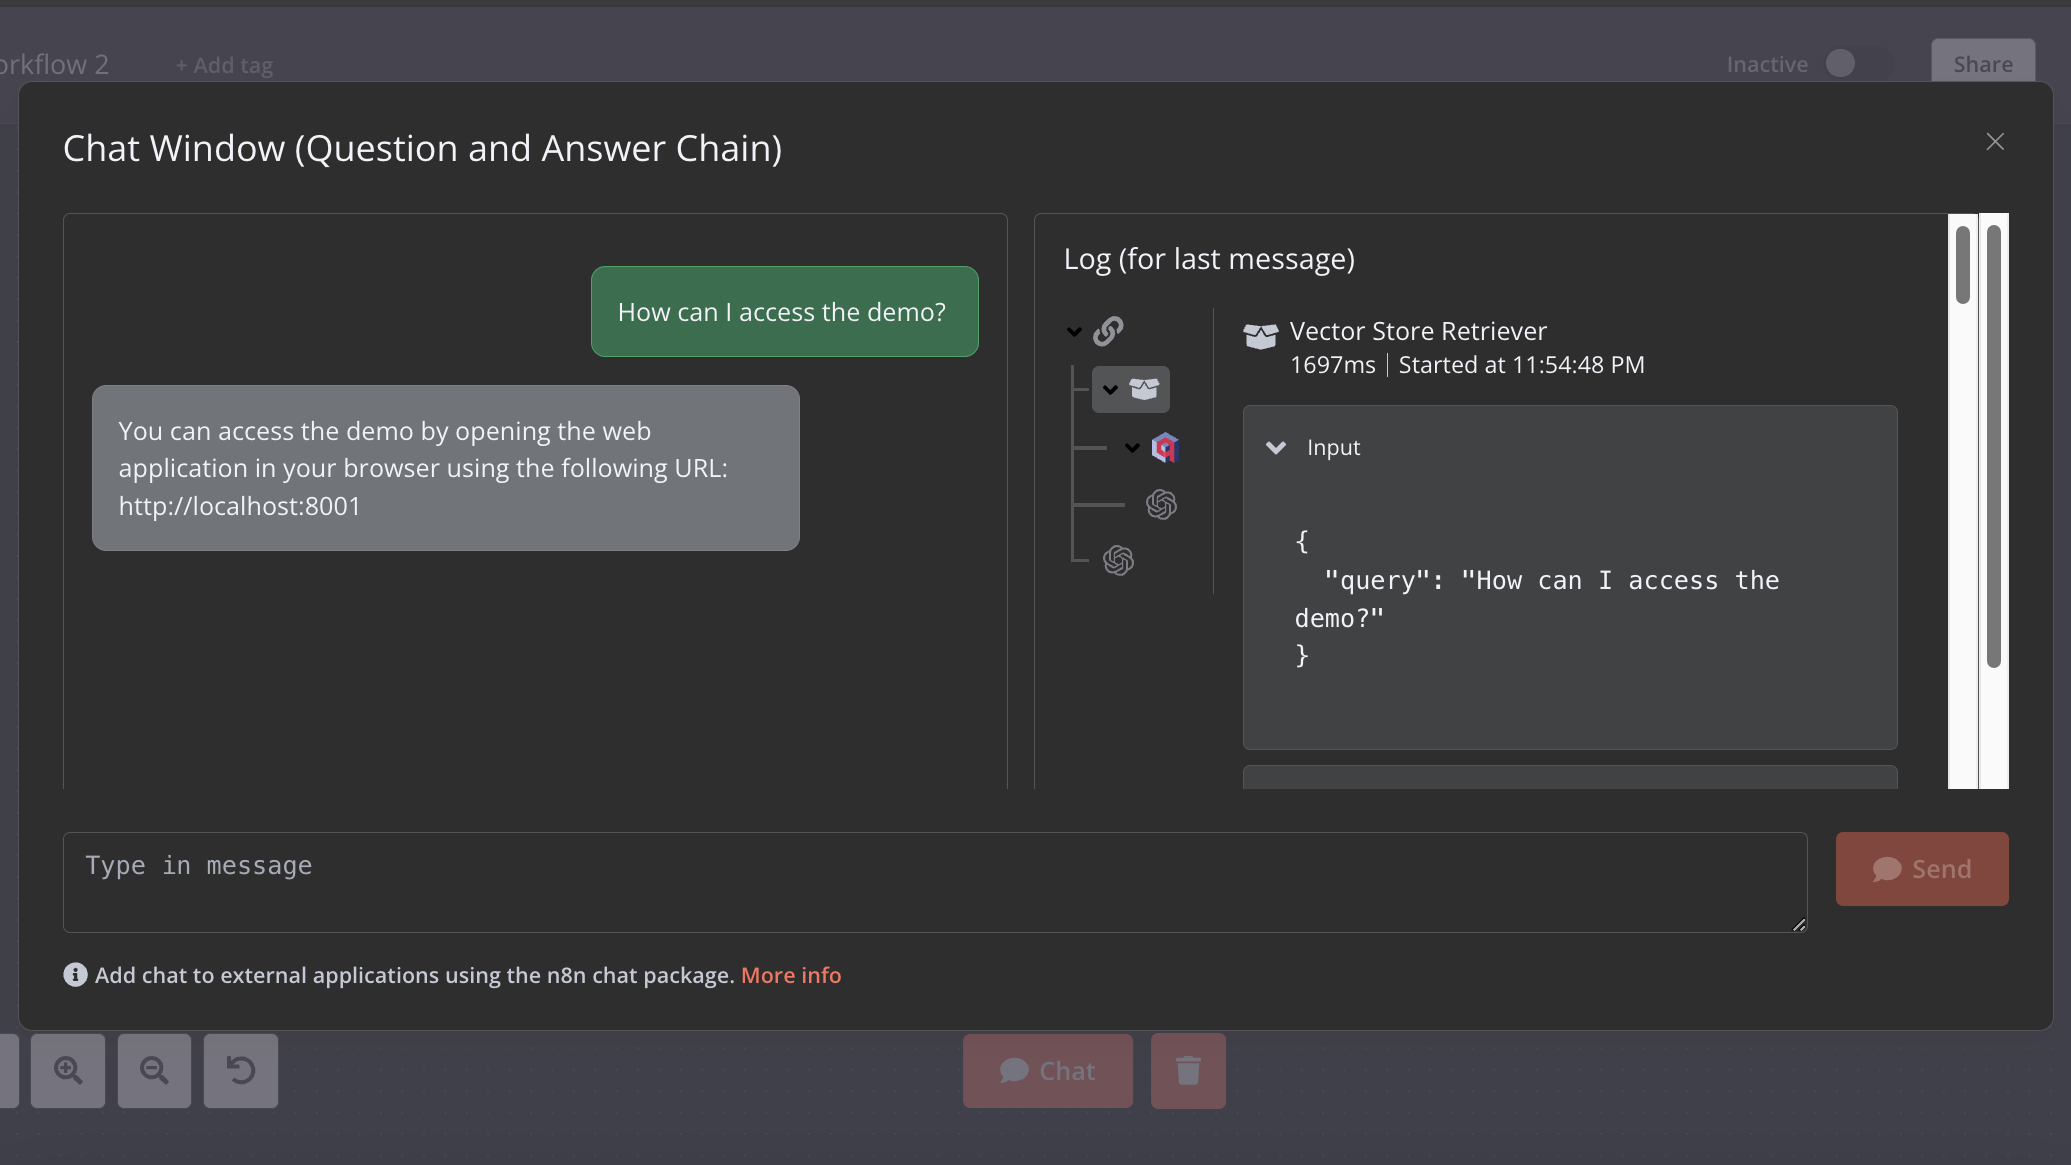 orkflow 2
+ Add tag
Inactive
Share
Chat Window (Question and Answer Chain)
How can I access the demo?
You can access the demo by opening the web
application in your browser using the following URL:
http://localhost:8001
Log (for last message)
Vector Store Retriever
1697ms | Started at 11:54:48 PM
Input
{
"query": "How can I access the
demo?"
}
Type in message
Send
Add chat to external applications using the n8n chat package. More info
Chat